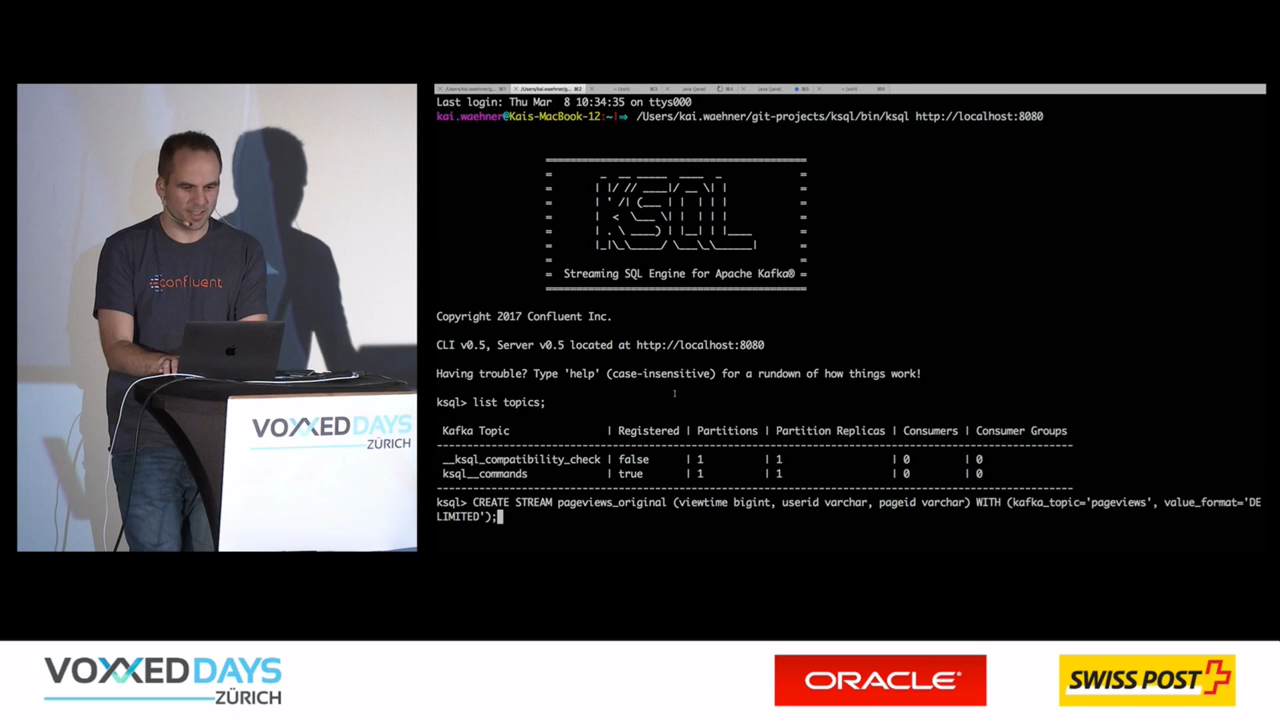 Last login: Thu Mar  8 10:34:35 on ttys000
kai.waehner@Kais-MacBook-12:~|⇒  /Users/kai.waehner/git-projects/ksql/bin/ksql http://localhost:8080
KSQL
=  Streaming SQL Engine for Apache Kafka® =
Copyright 2017 Confluent Inc.
CLI v0.5, Server v0.5 located at http://localhost:8080
Having trouble? Type 'help' (case-insensitive) for a rundown of how things work!
ksql> list topics;
Kafka Topic | Registered | Partitions | Partition Replicas | Consumers | Consumer Groups
__ksql_compatibility_check | false | 1 | 1 | 0 | 0
ksql__commands | true | 1 | 1 | 0 | 0
ksql> CREATE STREAM pageviews_original (viewtime bigint, userid varchar, pageid varchar) WITH (kafka_topic='pageviews', value_format='DE
LIMITED');
confluent
VOXXED DAYS
ZÜRICH
VOXXED DAYS
ZÜRICH
ORACLE®
SWISS POST